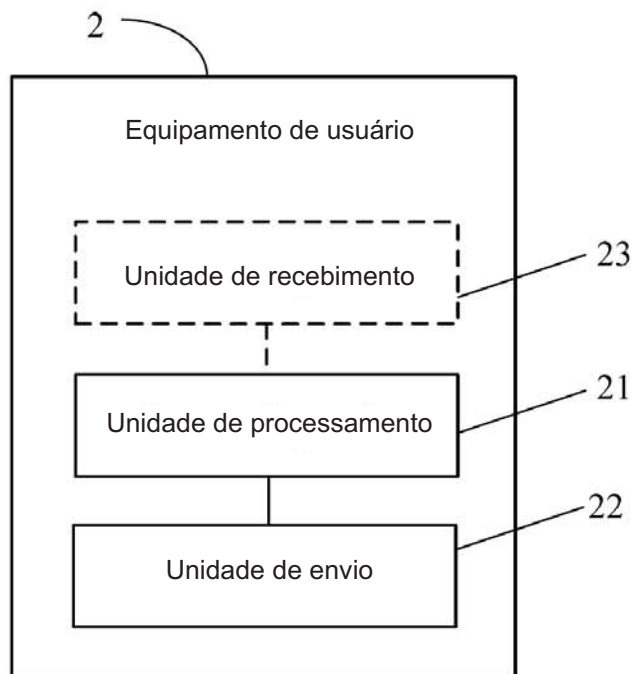 2
Equipamento de usuário
Unidade de recebimento
23
Unidade de processamento
21
Unidade de envio
22